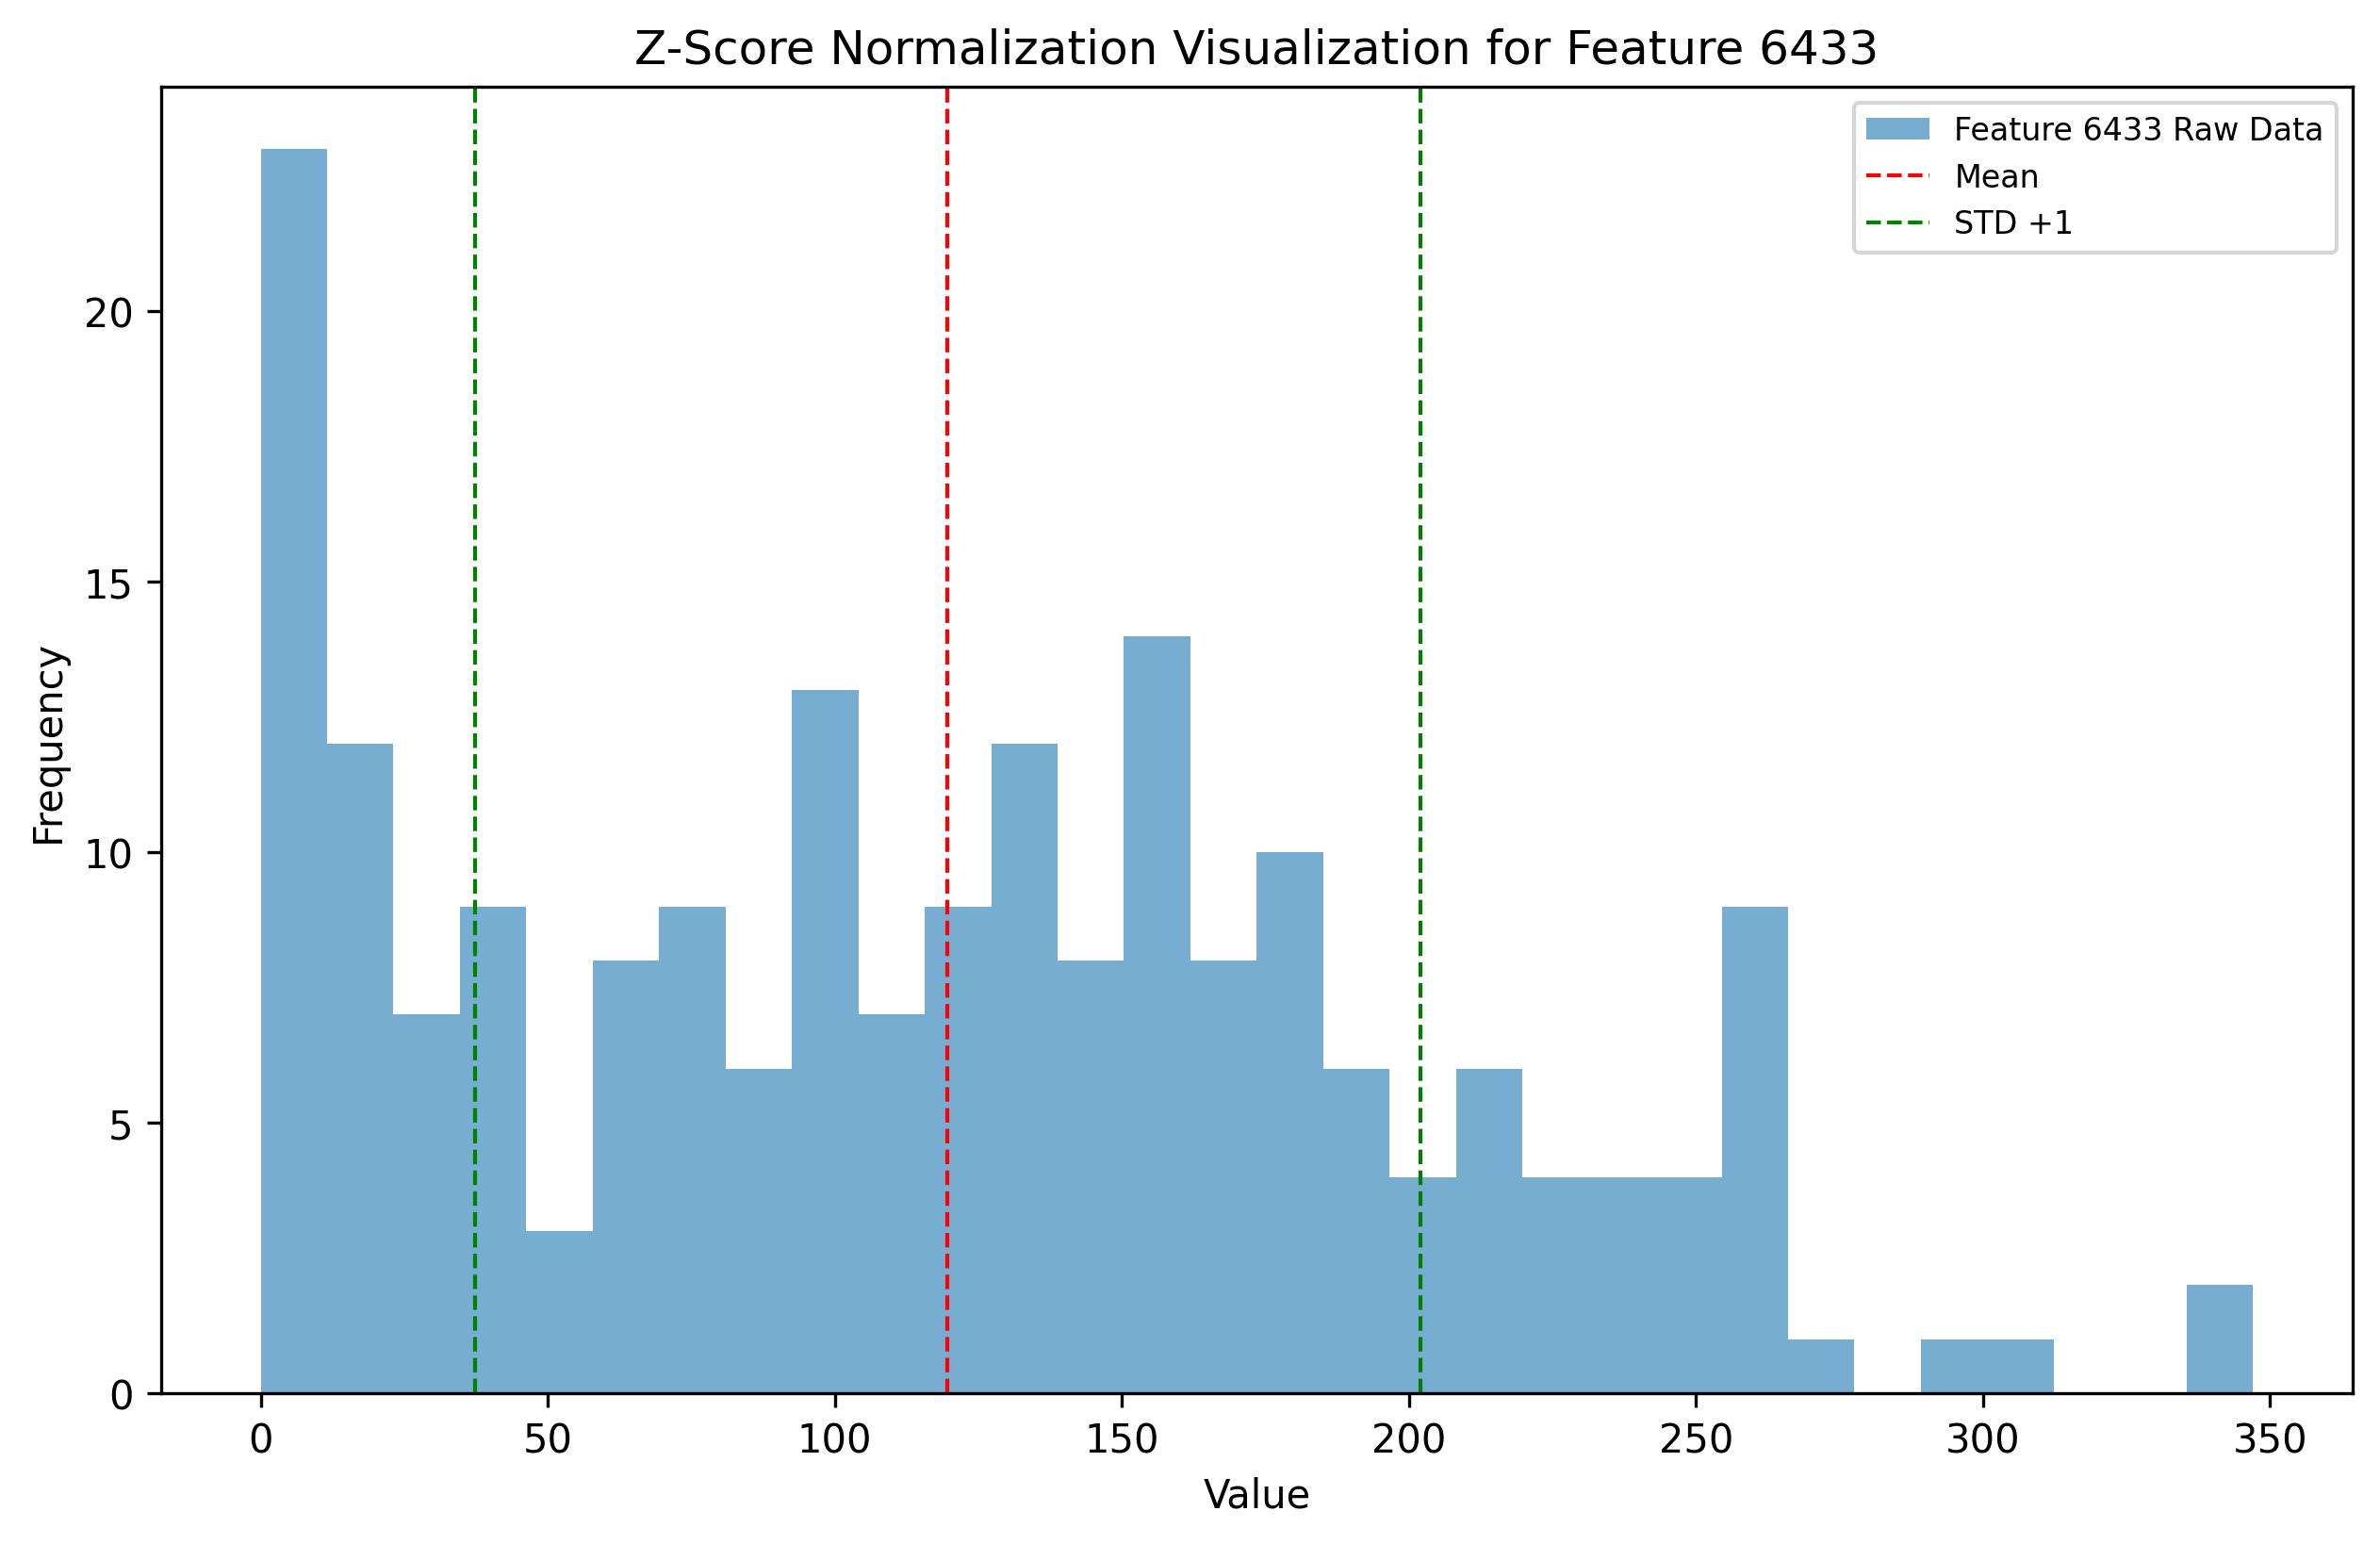 Z-Score Normalization Visualization for Feature 6433
Feature 6433 Raw Data
Mean
STD +1
Frequency
20
15
10
5
0
0 50 100 150 200 250 300 350
Value